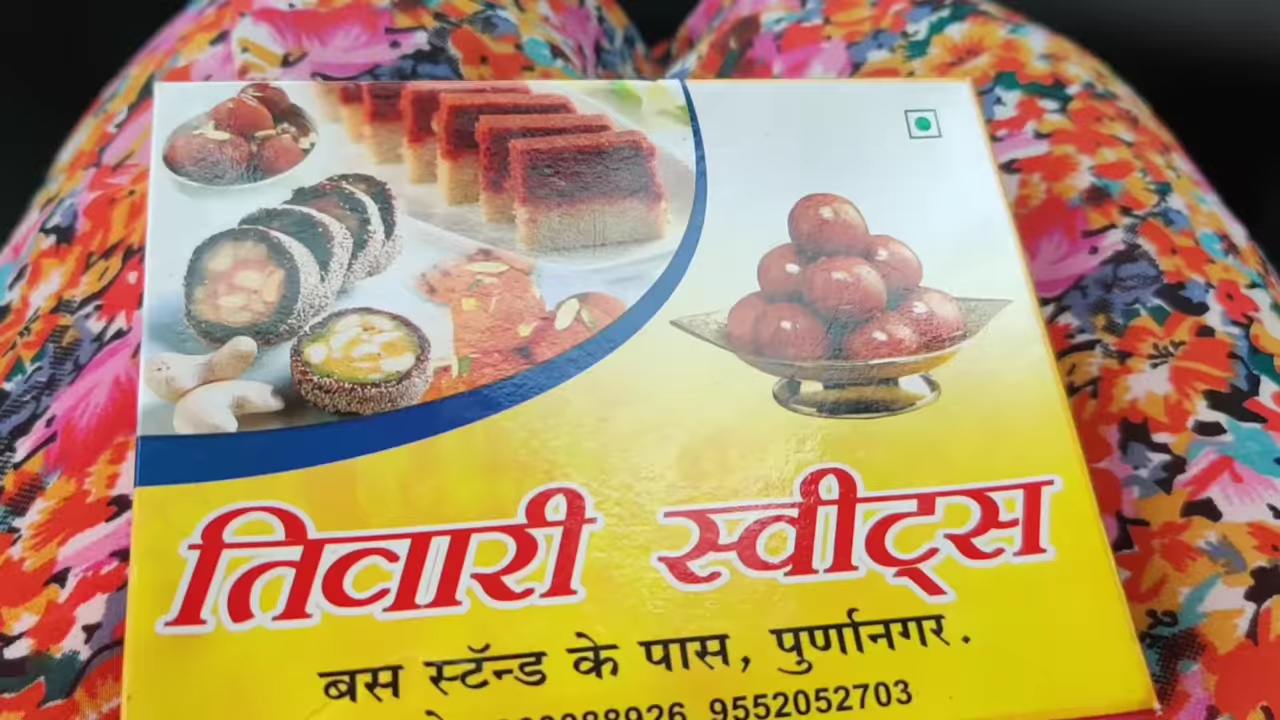 तिवारी स्वीट्स
बस स्टॅन्ड के पास, पुर्णानगर.
9552052703